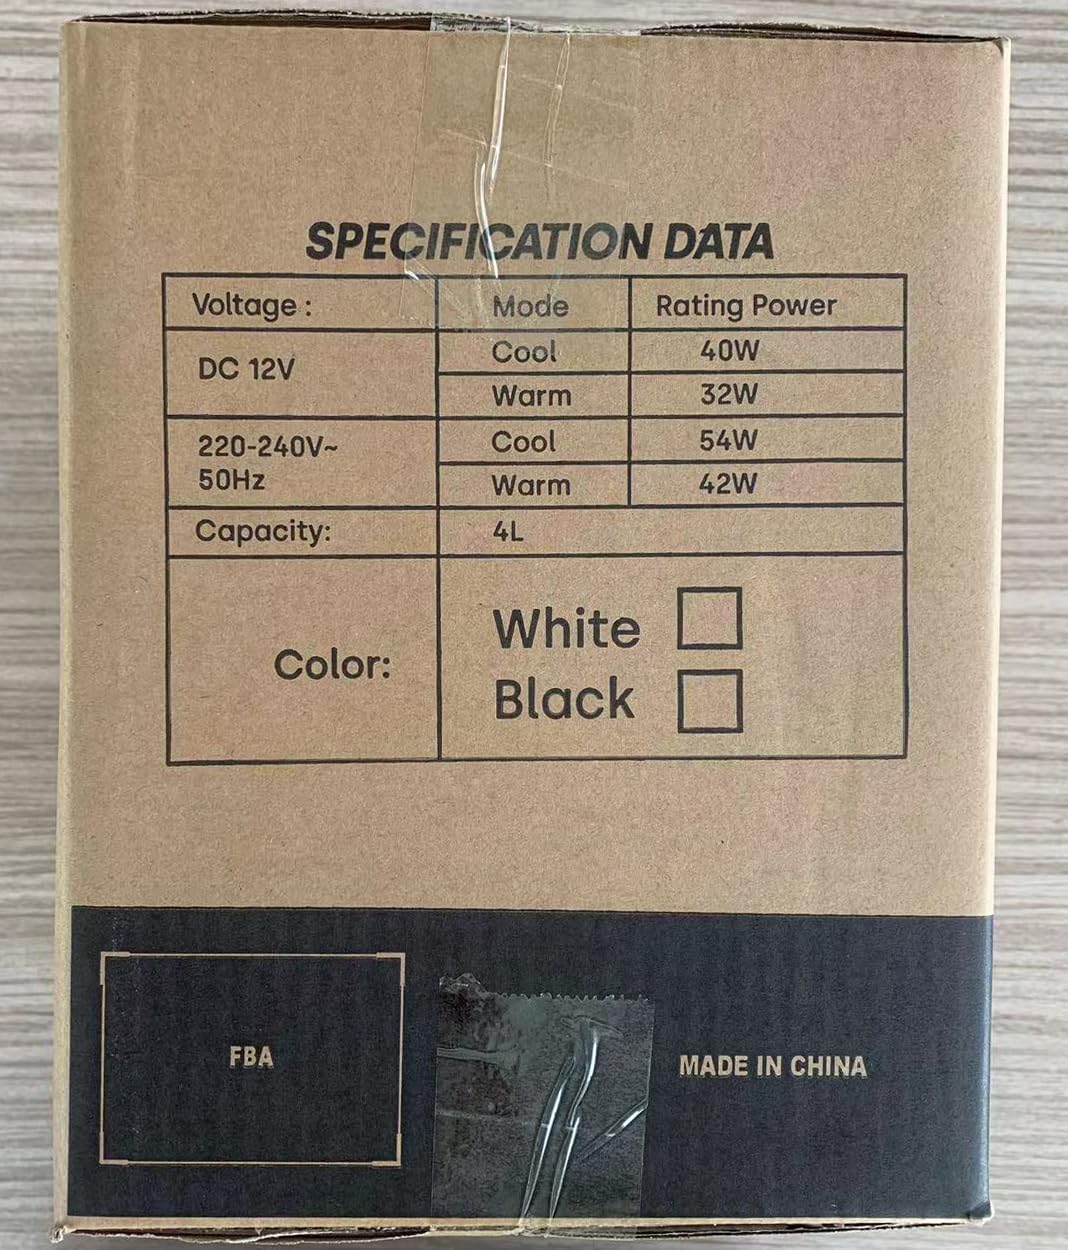 SPECIFICATION DATA
Voltage : Mode Rating Power
DC 12V Cool 40W
Warm 32W
220-240V~ Cool 54W
50Hz Warm 42W
Capacity: 4L
Color: White
Black
FBA
MADE IN CHINA